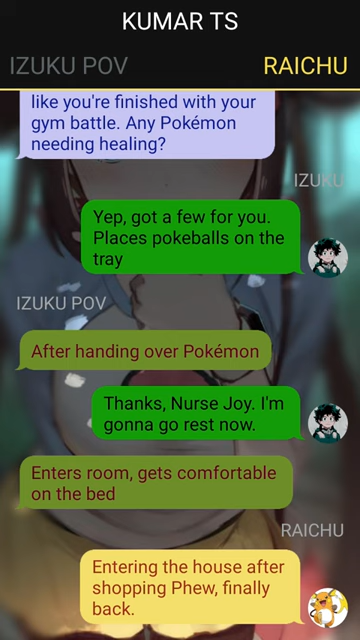 KUMAR TS
IZUKU POV
RAICHU
like you're finished with your
gym battle. Any Pokémon
needing healing?
IZUKU
Yep, got a few for you.
Places pokeballs on the
tray
IZUKU POV
After handing over Pokémon
Thanks, Nurse Joy. I'm
gonna go rest now.
Enters room, gets comfortable
on the bed
RAICHU
Entering the house after
shopping Phew, finally
back.